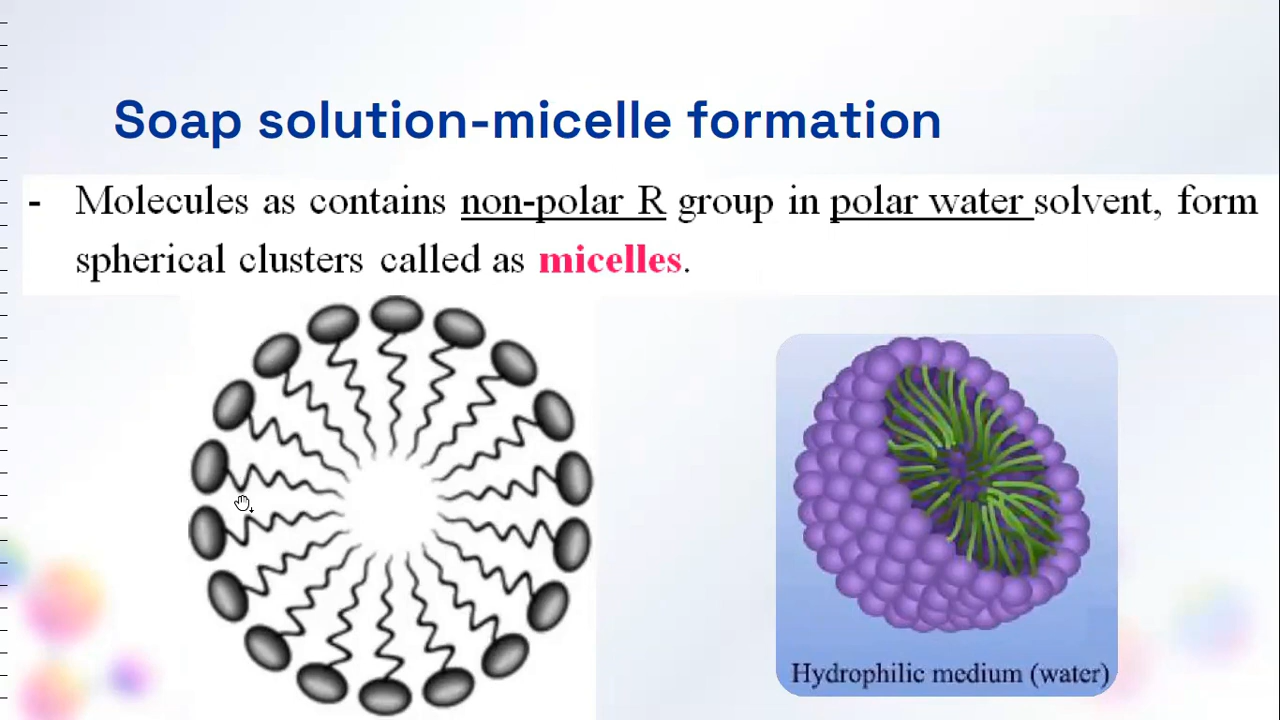 Soap solution-micelle formation
- Molecules as contains non-polar R group in polar water solvent, form
spherical clusters called as micelles.
Hydrophilic medium (water)